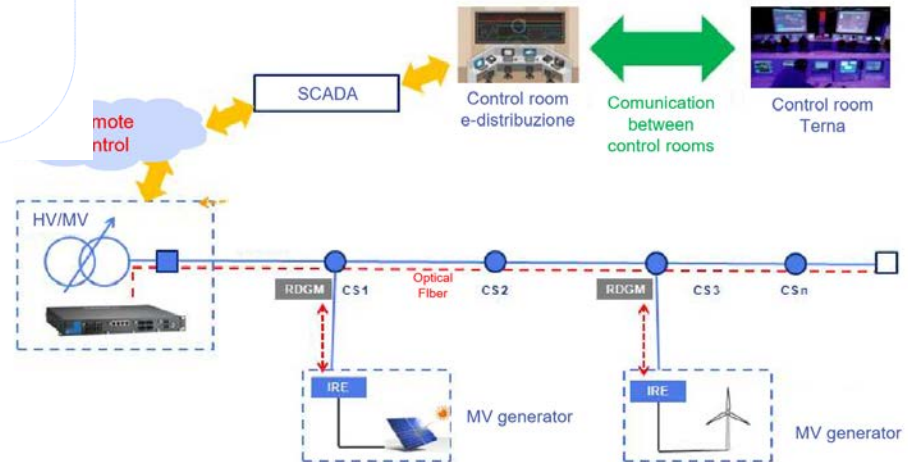 SCADA
Control room
e-distribuzione
Comunication
between
control rooms
Control room
Terna
mote
ntrol
HV/MV
RDGM
CS1
Optical
Fiber
CS2
RDGM
CS3
CSn
IRE
MV generator
IRE
MV generator